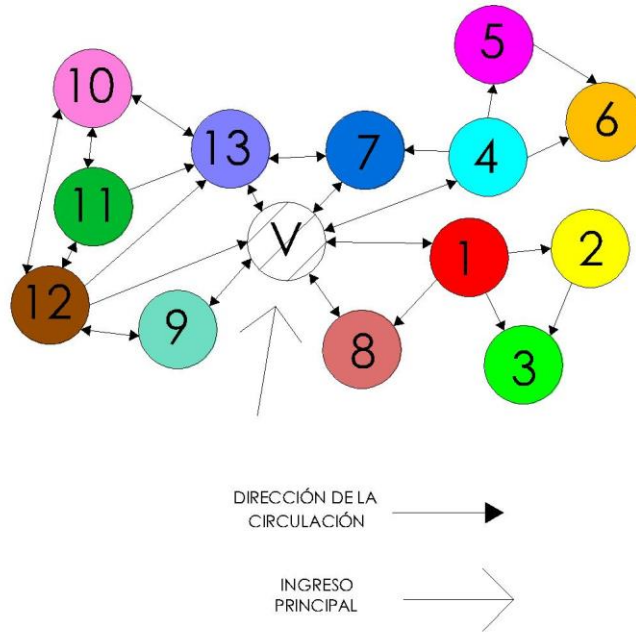 5
10
6
13
7
4
11
V
1
2
12
9
8
3
DIRECCIÓN DE LA
CIRCULACIÓN
INGRESO
PRINCIPAL